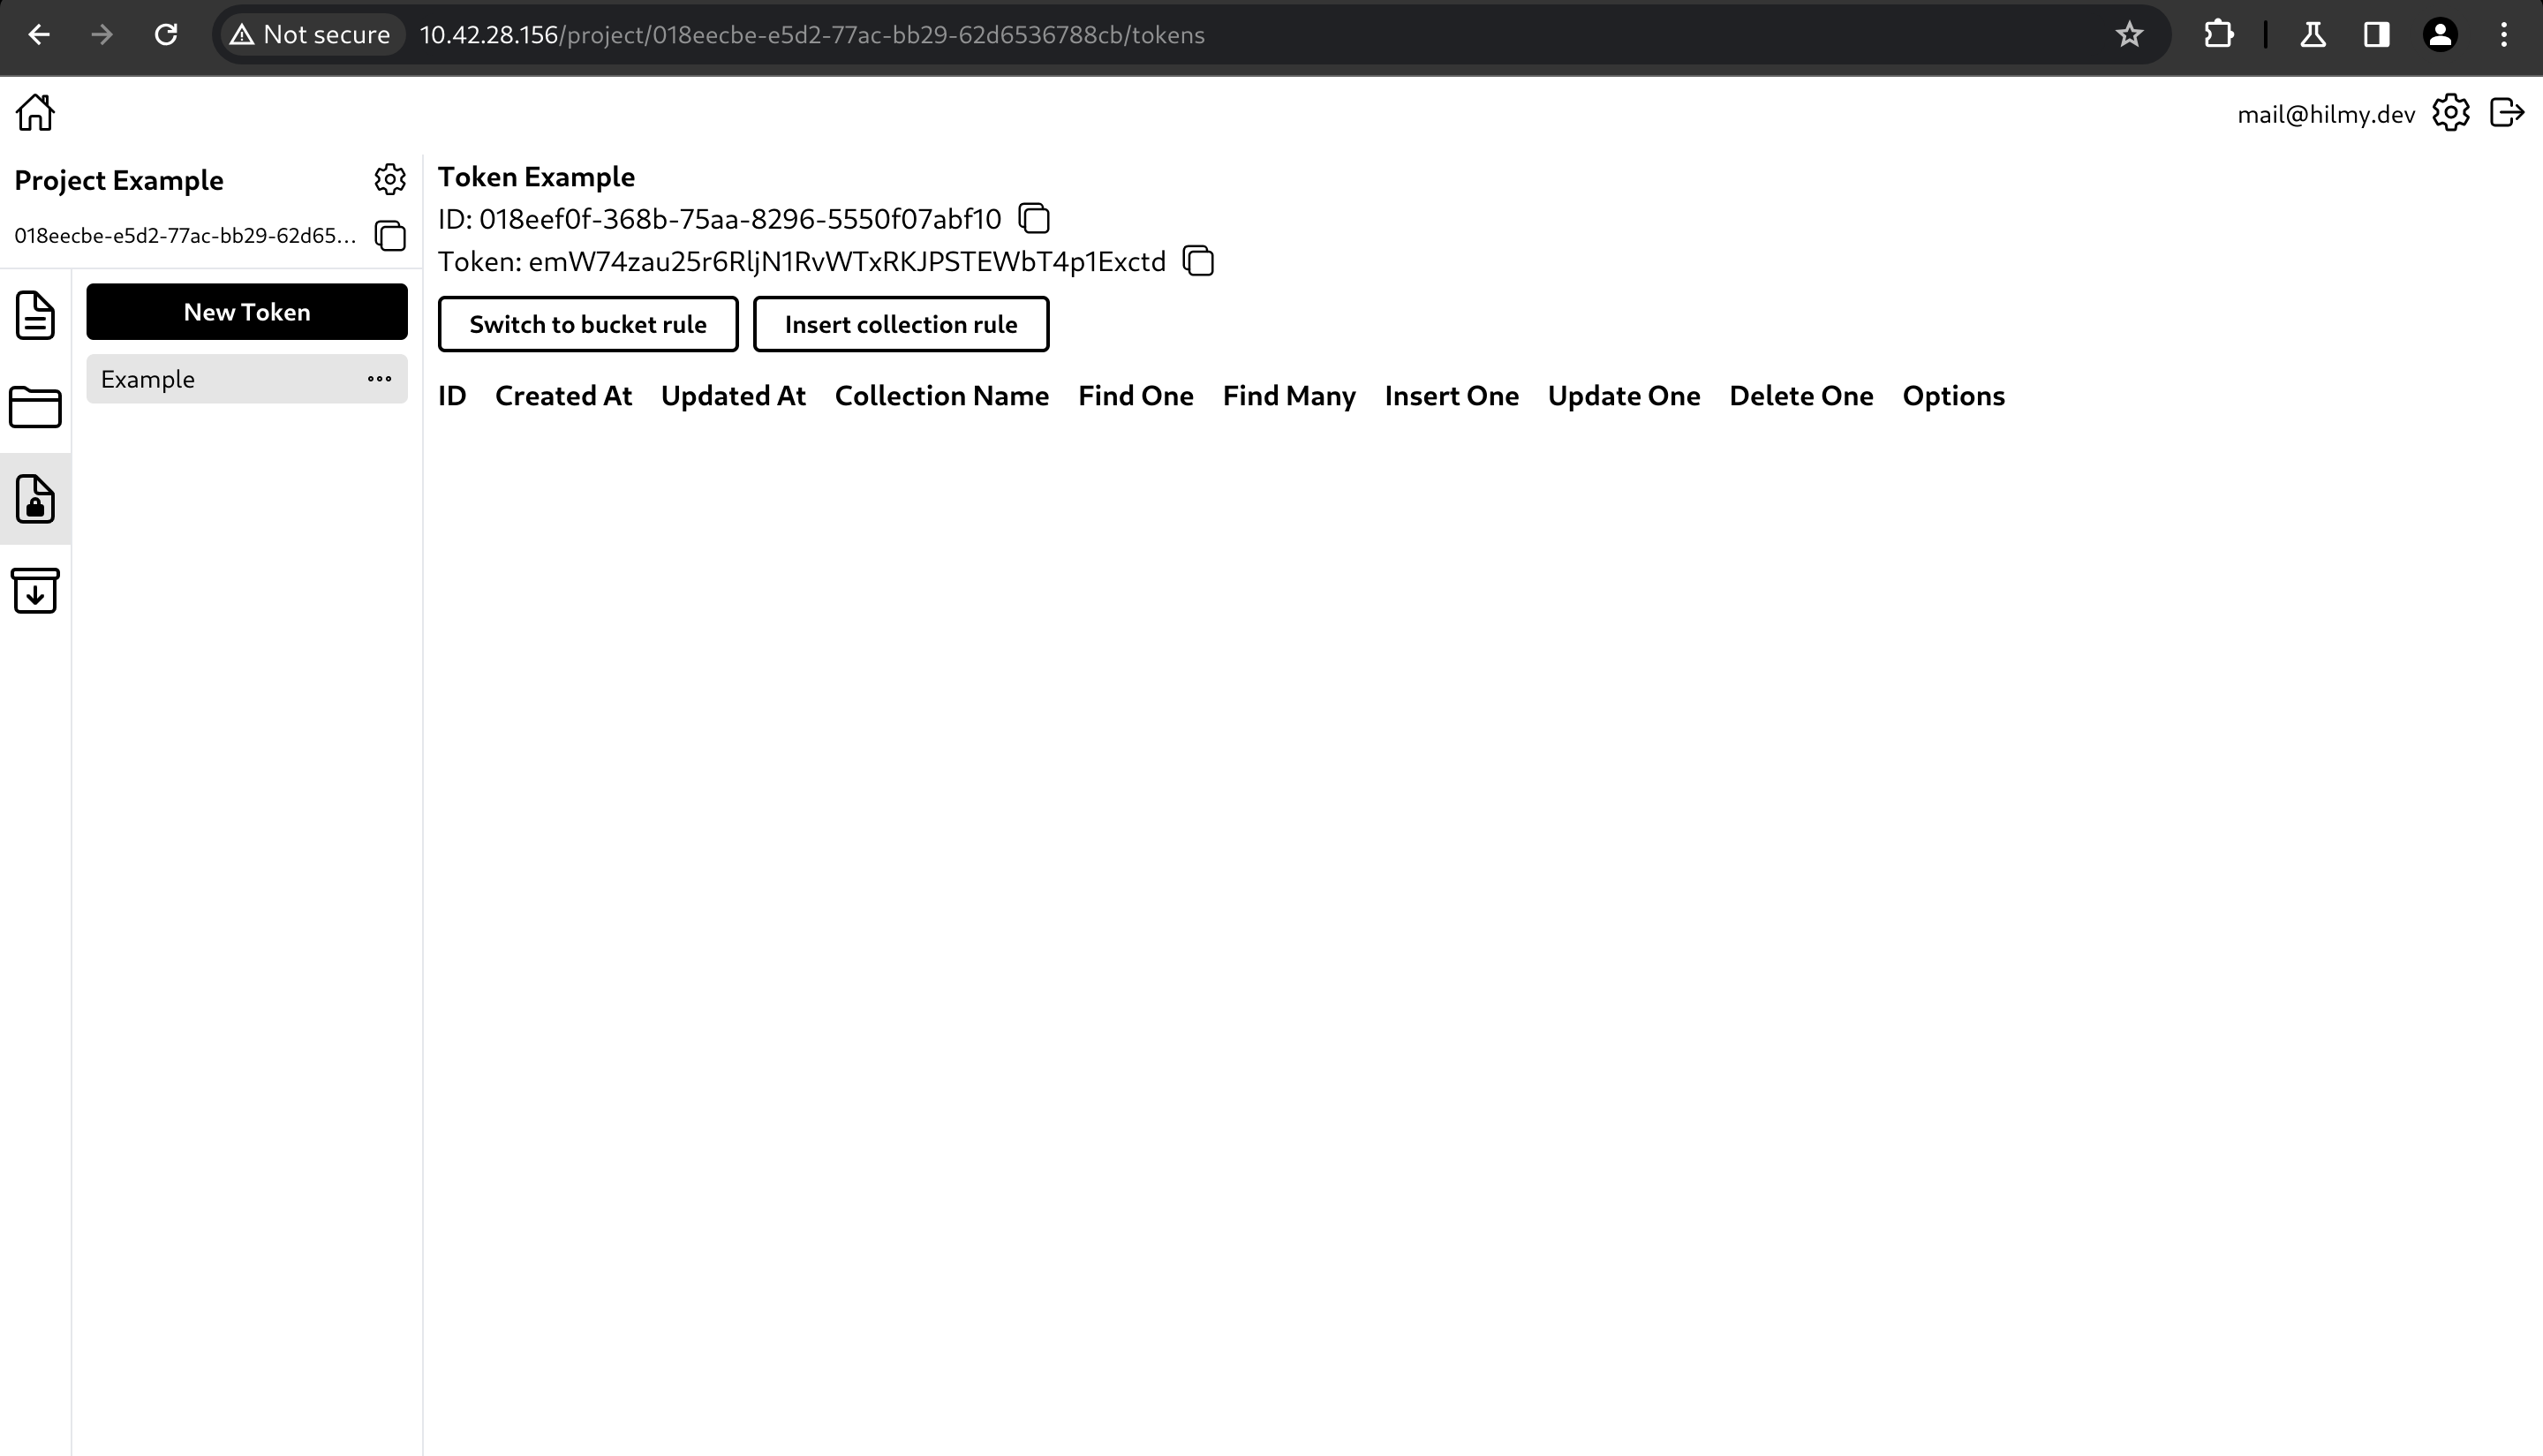 Not secure 10.42.28.156/project/018eecbe-e5d2-77ac-bb29-62d6536788cb/tokens
mail@hilmy.dev
Project Example
018eecbe-e5d2-77ac-bb29-62d65...
New Token
Example
Token Example
ID: 018eef0f-368b-75aa-8296-5550f07abf10
Token: emW74zau25r6RljN1RvWTxRKJPSTEWbT4p1Exctd
Switch to bucket rule Insert collection rule
ID Created At Updated At Collection Name Find One Find Many Insert One Update One Delete One Options